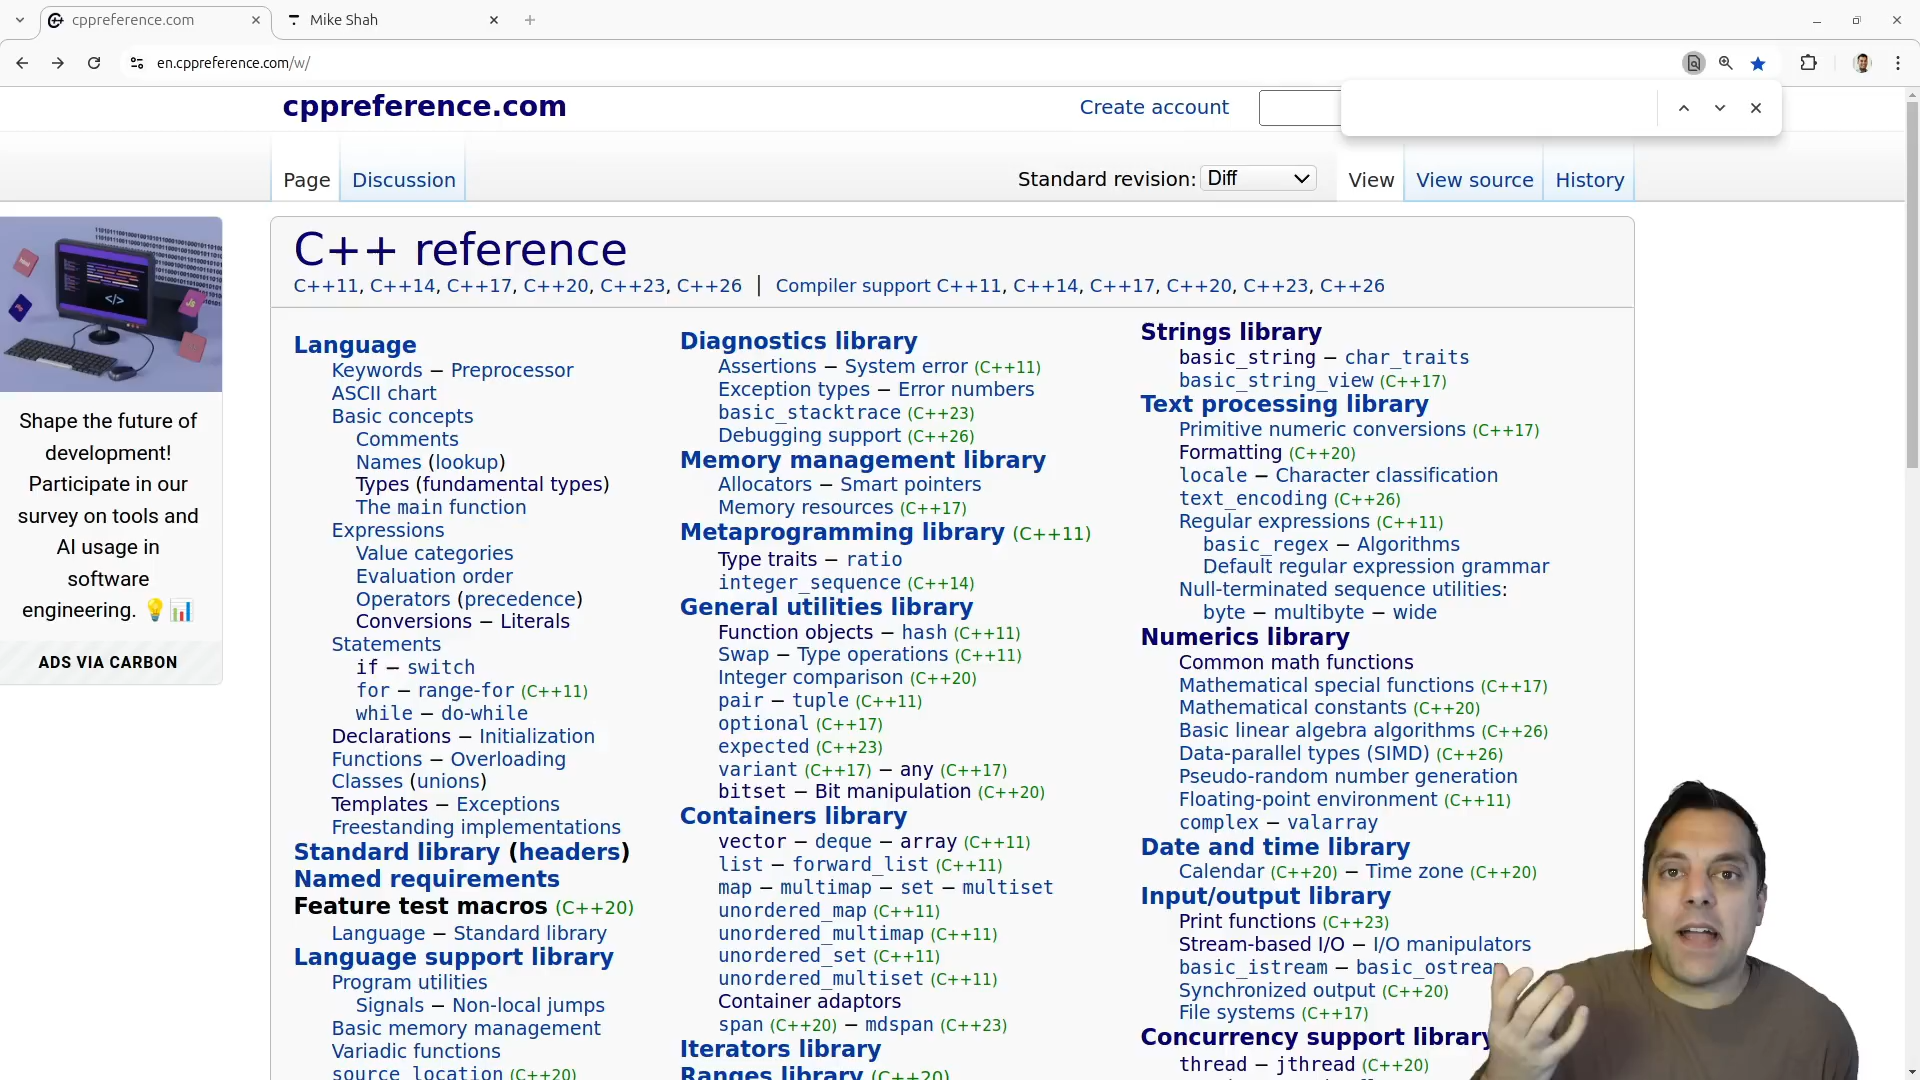 cppreference.com
Mike Shah
en.cppreference.com/w/
cppreference.com
Create account
Page
Discussion
Standard revision:
Diff
View
View source
History
C++ reference
C++11, C++14, C++17, C++20, C++23, C++26 | Compiler support C++11, C++14, C++17, C++20, C++23, C++26
Language
Keywords – Preprocessor
ASCII chart
Basic concepts
Comments
Names (lookup)
Types (fundamental types)
The main function
Expressions
Value categories
Evaluation order
Operators (precedence)
Conversions – Literals
Statements
if – switch
for – range-for (C++11)
while – do-while
Declarations – Initialization
Functions – Overloading
Classes (unions)
Templates – Exceptions
Freestanding implementations
Standard library (headers)
Named requirements
Feature test macros (C++20)
Language – Standard library
Language support library
Program utilities
Signals – Non-local jumps
Basic memory management
Variadic functions
source_location (C++20)
Diagnostics library
Assertions – System error (C++11)
Exception types – Error numbers
basic_stacktrace (C++23)
Debugging support (C++26)
Memory management library
Allocators – Smart pointers
Memory resources (C++17)
Metaprogramming library (C++11)
Type traits – ratio
integer_sequence (C++14)
General utilities library
Function objects – hash (C++11)
Swap – Type operations (C++11)
Integer comparison (C++20)
pair – tuple (C++11)
optional (C++17)
expected (C++23)
variant (C++17) – any (C++17)
bitset – Bit manipulation (C++20)
Containers library
vector – deque – array (C++11)
list – forward_list (C++11)
map – multimap – set – multiset
unordered_map (C++11)
unordered_multimap (C++11)
unordered_set (C++11)
unordered_multiset (C++11)
Container adaptors
span (C++20) – mdspan (C++23)
Iterators library
Ranges library (C++20)
Strings library
basic_string – char_traits
basic_string_view (C++17)
Text processing library
Primitive numeric conversions (C++17)
Formatting (C++20)
locale – Character classification
text_encoding (C++26)
Regular expressions (C++11)
basic_regex – Algorithms
Default regular expression grammar
Null-terminated sequence utilities:
byte – multibyte – wide
Numerics library
Common math functions
Mathematical special functions (C++17)
Mathematical constants (C++20)
Basic linear algebra algorithms (C++26)
Data-parallel types (SIMD) (C++26)
Pseudo-random number generation
Floating-point environment (C++11)
complex – valarray
Date and time library
Calendar (C++20) – Time zone (C++20)
Input/output library
Print functions (C++23)
Stream-based I/O – I/O manipulators
basic_istream – basic_ostream
Synchronized output (C++20)
File systems (C++17)
Concurrency support library
thread – jthread (C++20)
Shape the future of
development!
Participate in our
survey on tools and
AI usage in
software
engineering. 💡📊
ADS VIA CARBON